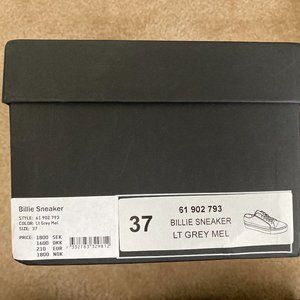 Billie Sneaker
STYLE: 61 902 793
COLOR: Lt Grey Mel.
SIZE: 37
PRICE: 1800 SEK
1600 DKK
210 EUR
1800 NOK
37
61 902 793
BILLIE SNEAKER
LT GREY MEL